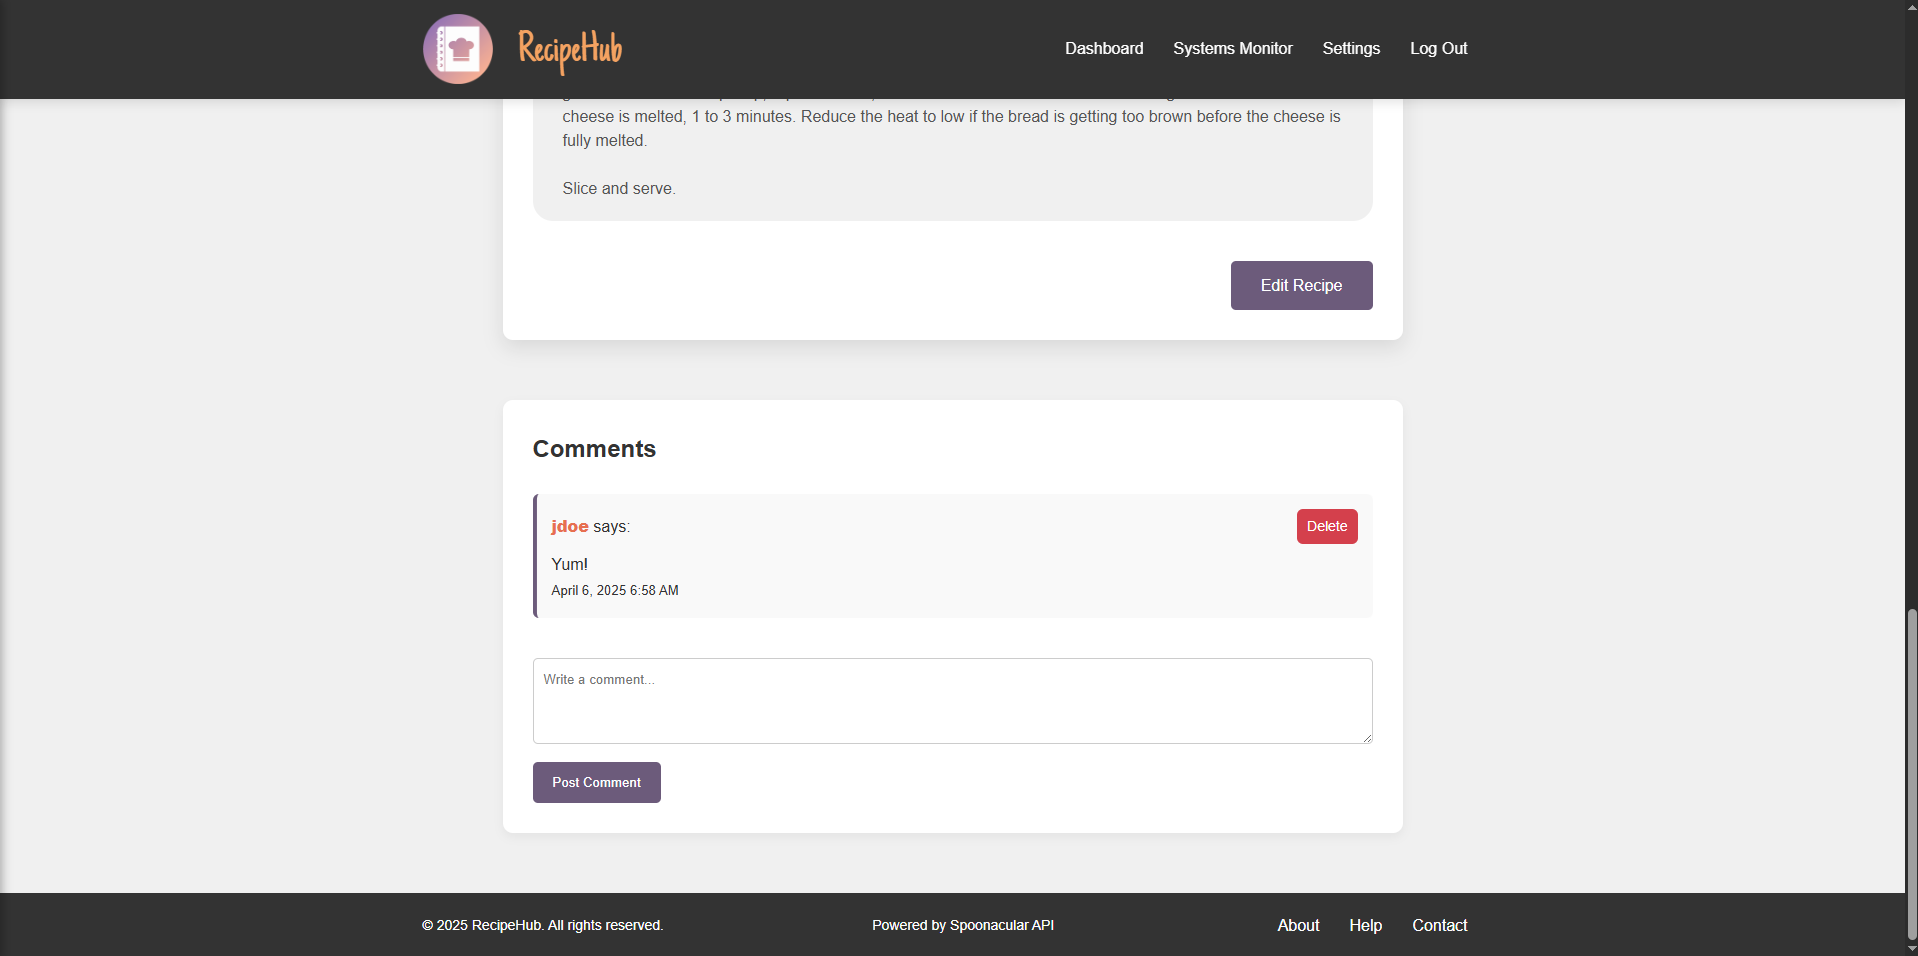 RecipeHub
Dashboard
Systems Monitor
Settings
Log Out
cheese is melted, 1 to 3 minutes. Reduce the heat to low if the bread is getting too brown before the cheese is
fully melted.
Slice and serve.
Edit Recipe
Comments
jdoe says:
Delete
Yum!
April 6, 2025 6:58 AM
Write a comment...
Post Comment
© 2025 RecipeHub. All rights reserved.
Powered by Spoonacular API
About
Help
Contact